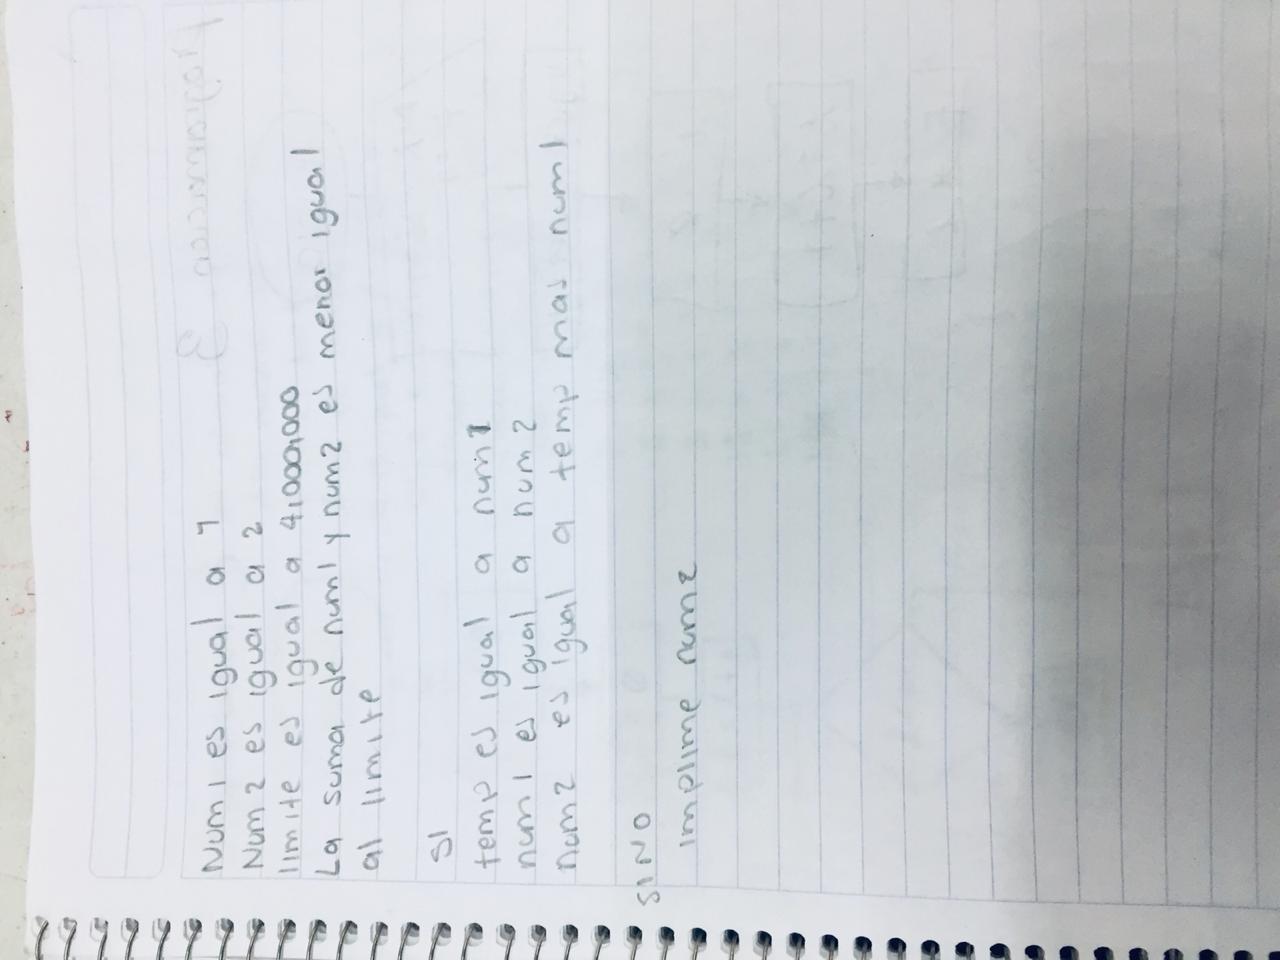 Num1 es igual a 1
Num2 es igual a 2
limite es igual a 4,000,000
La suma de num1 y num2 es menor igual
al limite
SI
temp es igual a num1
num1 es igual a num2
num2 es igual a temp mas num1
SINO
implime num2